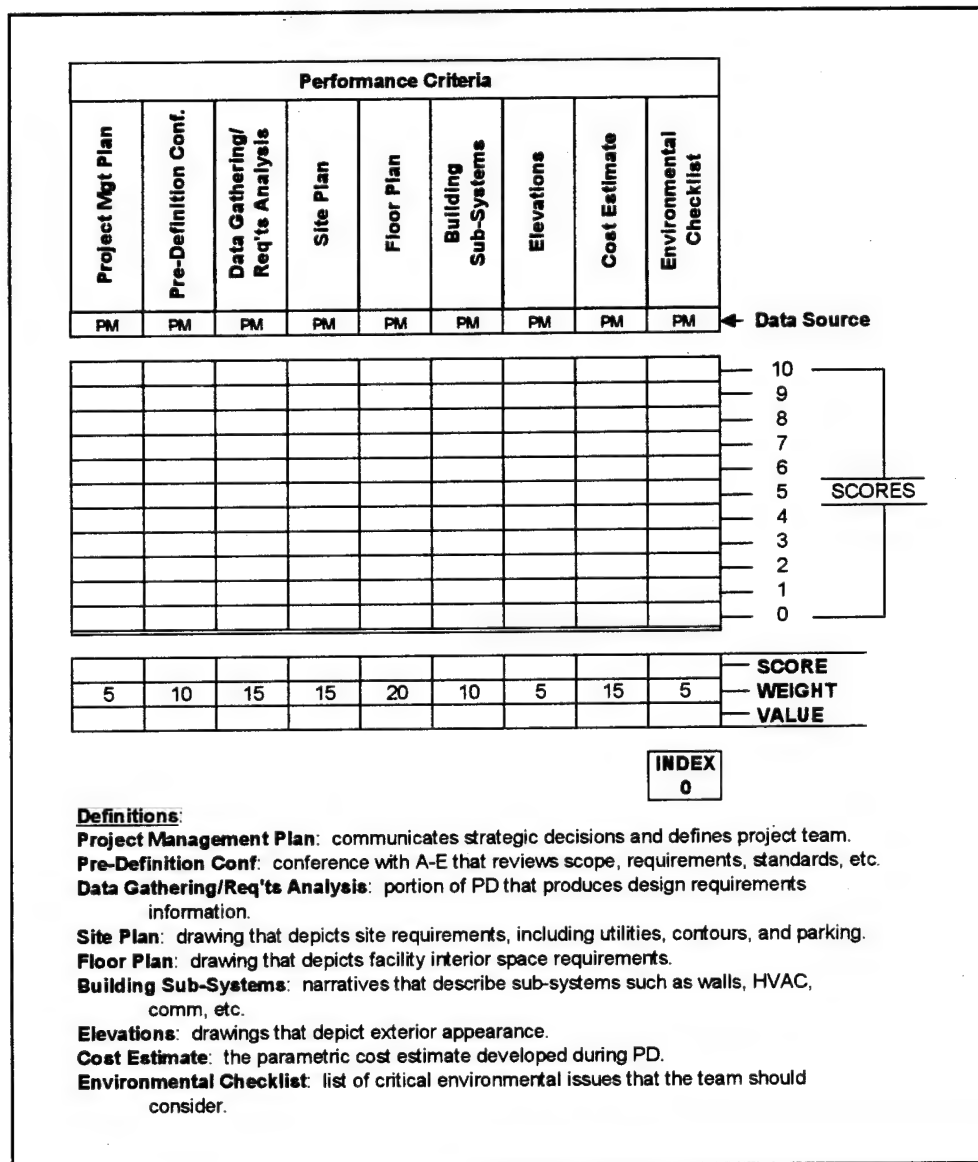 Performance Criteria
Project Mgt Plan
Pre-Definition Conf.
Data Gathering/
Req'ts Analysis
Site Plan
Floor Plan
Building
Sub-Systems
Elevations
Cost Estimate
Environmental
Checklist
PM PM PM PM PM PM PM PM PM Data Source
10
9
8
7
6
5 SCORES
4
3
2
1
0
SCORE
5 10 15 15 20 10 5 15 5 WEIGHT
VALUE
INDEX
0
Definitions:
Project Management Plan: communicates strategic decisions and defines project team.
Pre-Definition Conf: conference with A-E that reviews scope, requirements, standards, etc.
Data Gathering/Req'ts Analysis: portion of PD that produces design requirements
information.
Site Plan: drawing that depicts site requirements, including utilities, contours, and parking.
Floor Plan: drawing that depicts facility interior space requirements.
Building Sub-Systems: narratives that describe sub-systems such as walls, HVAC,
comm, etc.
Elevations: drawings that depict exterior appearance.
Cost Estimate: the parametric cost estimate developed during PD.
Environmental Checklist: list of critical environmental issues that the team should
consider.